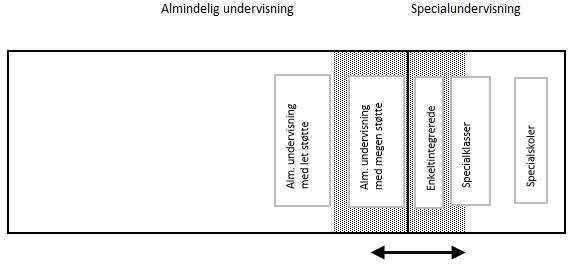 Almindelig undervisning
Specialundervisning
Alm. undervisning
med let støtte
Alm. undervisning
med megen støtte
Enkeltintegrerede
Specialklasser
Specialskoler